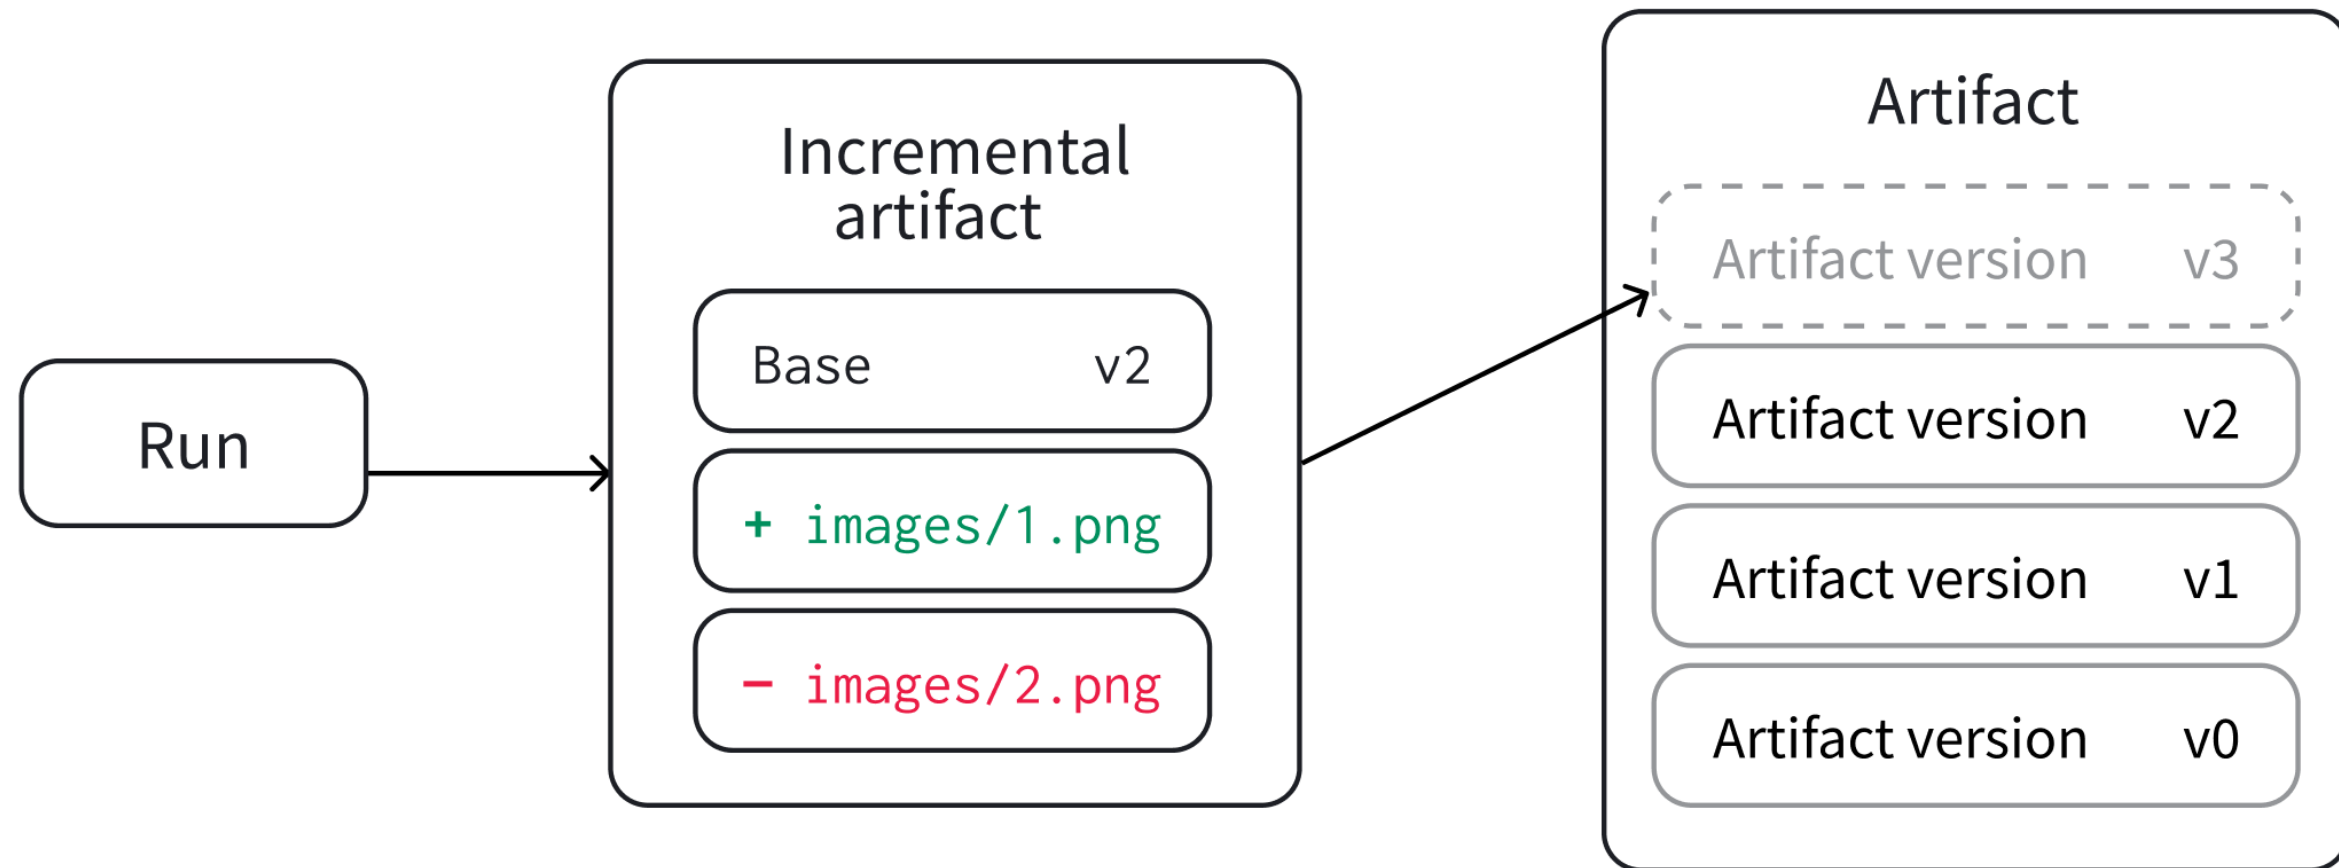 Run
Incremental
artifact
Base v2
+ images/1.png
- images/2.png
Artifact
Artifact version v3
Artifact version v2
Artifact version v1
Artifact version v0